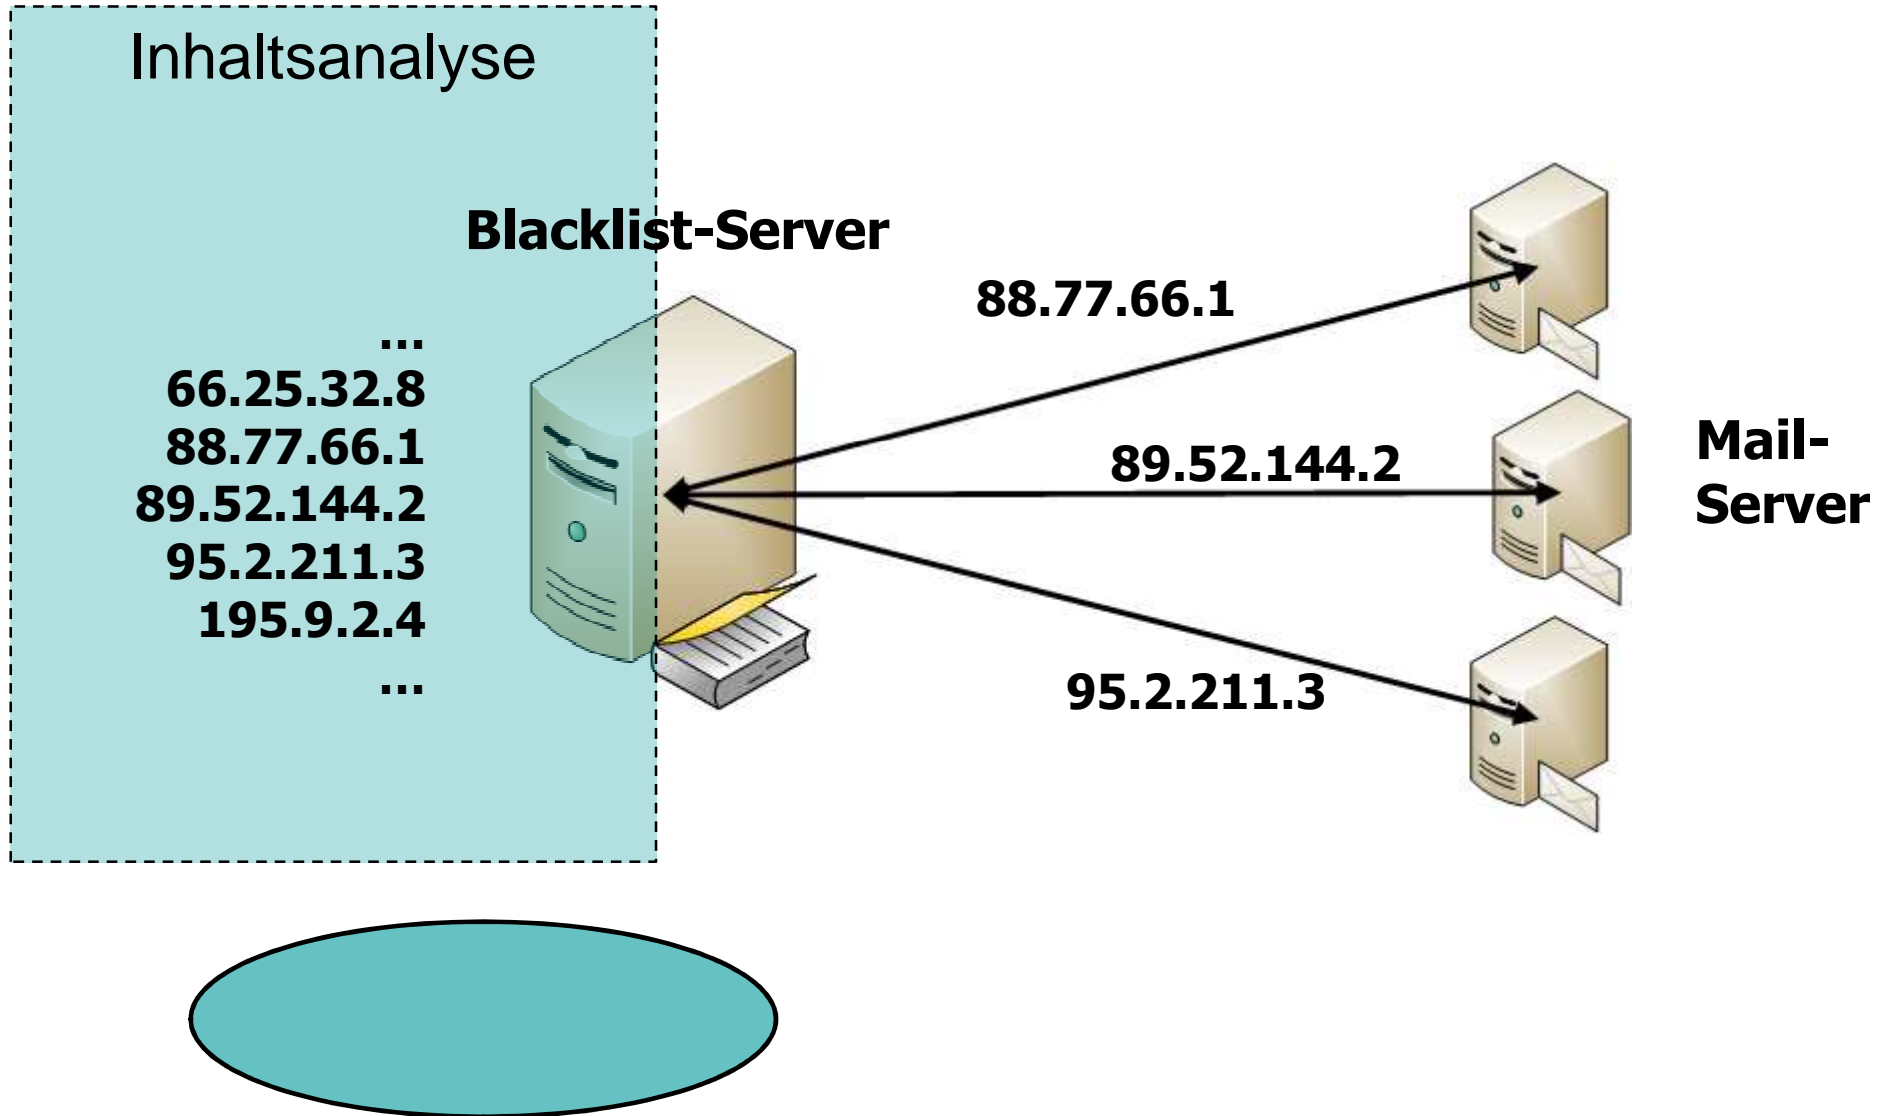 Inhaltsanalyse
Blacklist-Server
...
66.25.32.8
88.77.66.1
89.52.144.2
95.2.211.3
195.9.2.4
...
88.77.66.1
89.52.144.2
95.2.211.3
Mail-
Server